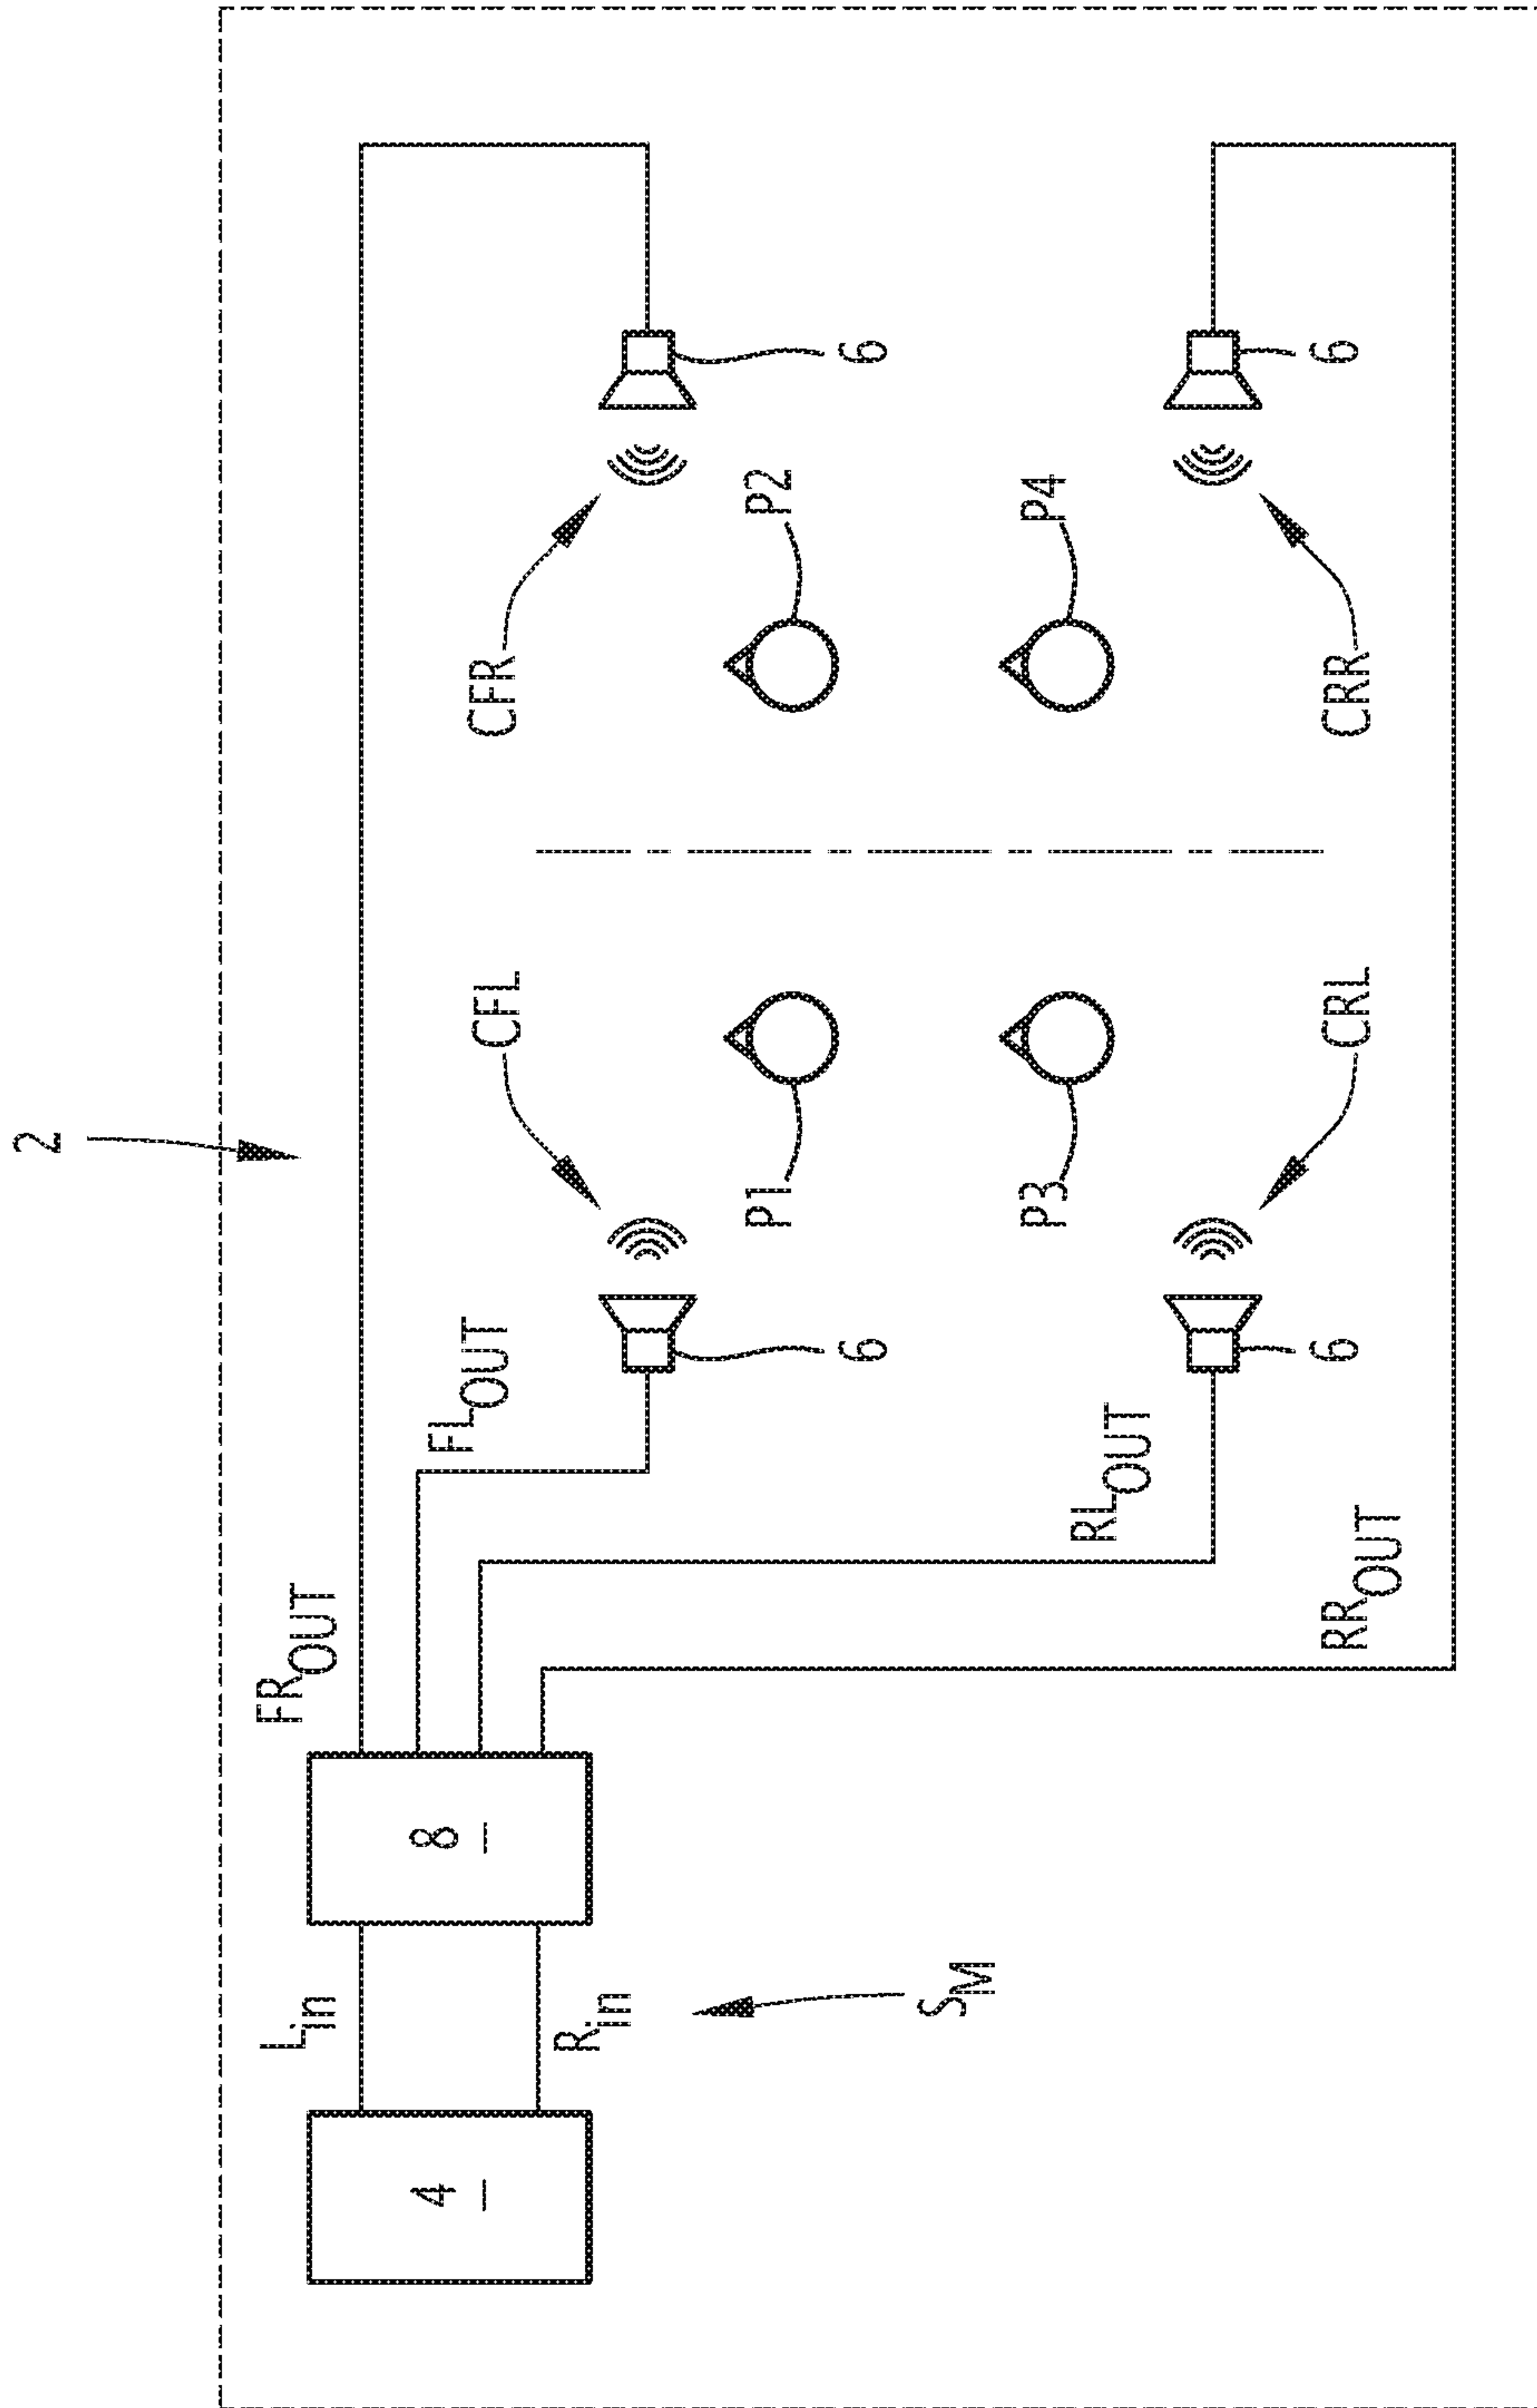 2
FR_OUT
L_in
4
8
R_in
S_M
FL_OUT
CFL
CFR
P1
P2
6
6
RL_OUT
P3
P4
RR_OUT
CRL
CRR
6
6